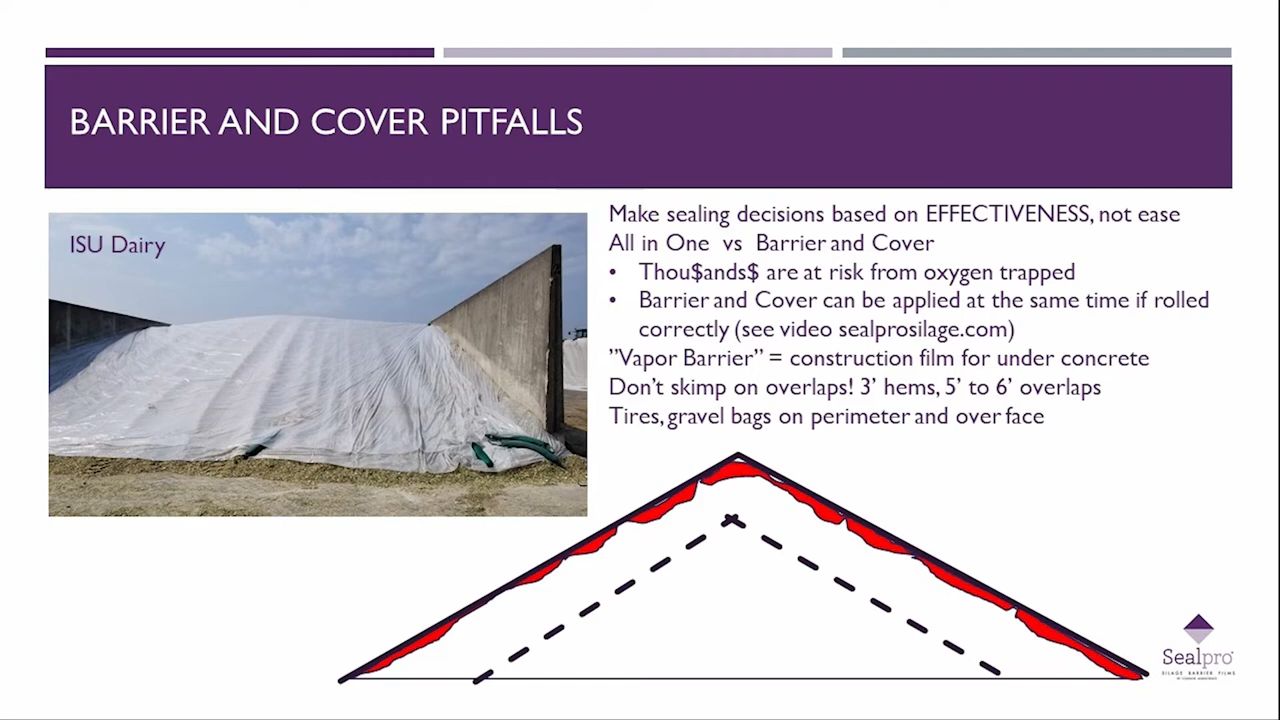 BARRIER AND COVER PITFALLS
ISU Dairy
Make sealing decisions based on EFFECTIVENESS, not ease
All in One vs Barrier and Cover
• Thou$ands$ are at risk from oxygen trapped
• Barrier and Cover can be applied at the same time if rolled
correctly (see video sealprosilage.com)
”Vapor Barrier” = construction film for under concrete
Don’t skimp on overlaps! 3’ hems, 5’ to 6’ overlaps
Tires, gravel bags on perimeter and over face
Sealpro
SILAGE BARRIER FILMS